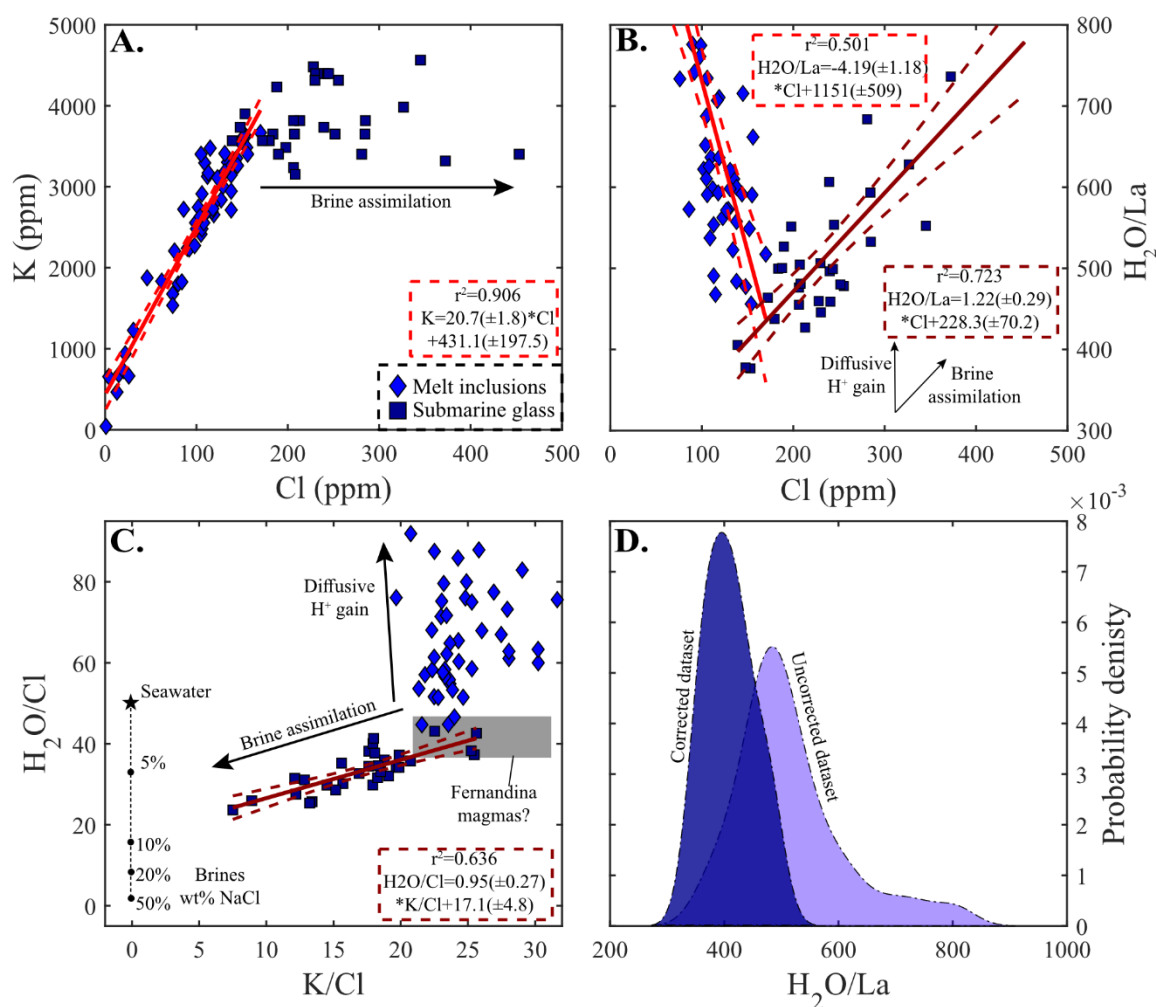 A.
5000
4000
3000
2000
1000
0
K (ppm)
Brine assimilation
r²=0.906
K=20.7(±1.8)*Cl
+431.1(±197.5)
Melt inclusions
Submarine glass
0
100
200
300
400
500
Cl (ppm)
B.
r²=0.501
H2O/La=-4.19(±1.18)
*Cl+1151(±509)
r²=0.723
H2O/La=1.22(±0.29)
*Cl+228.3(±70.2)
Diffusive
H⁺ gain
Brine
assimilation
800
700
600
500
400
300
H₂O/La
0
100
200
300
400
500
Cl (ppm)
C.
80
60
40
20
0
H₂O/Cl
Diffusive
H⁺ gain
Seawater
Brine assimilation
5%
10%
20%
50%
Brines
wt% NaCl
Fernandina
magmas?
r²=0.636
H2O/Cl=0.95(±0.27)
*K/Cl+17.1(±4.8)
0
5
10
15
20
25
30
K/Cl
D.
×10⁻³
8
7
6
5
4
3
2
1
0
Probability denisty
Corrected dataset
Uncorrected dataset
200
400
600
800
1000
H₂O/La